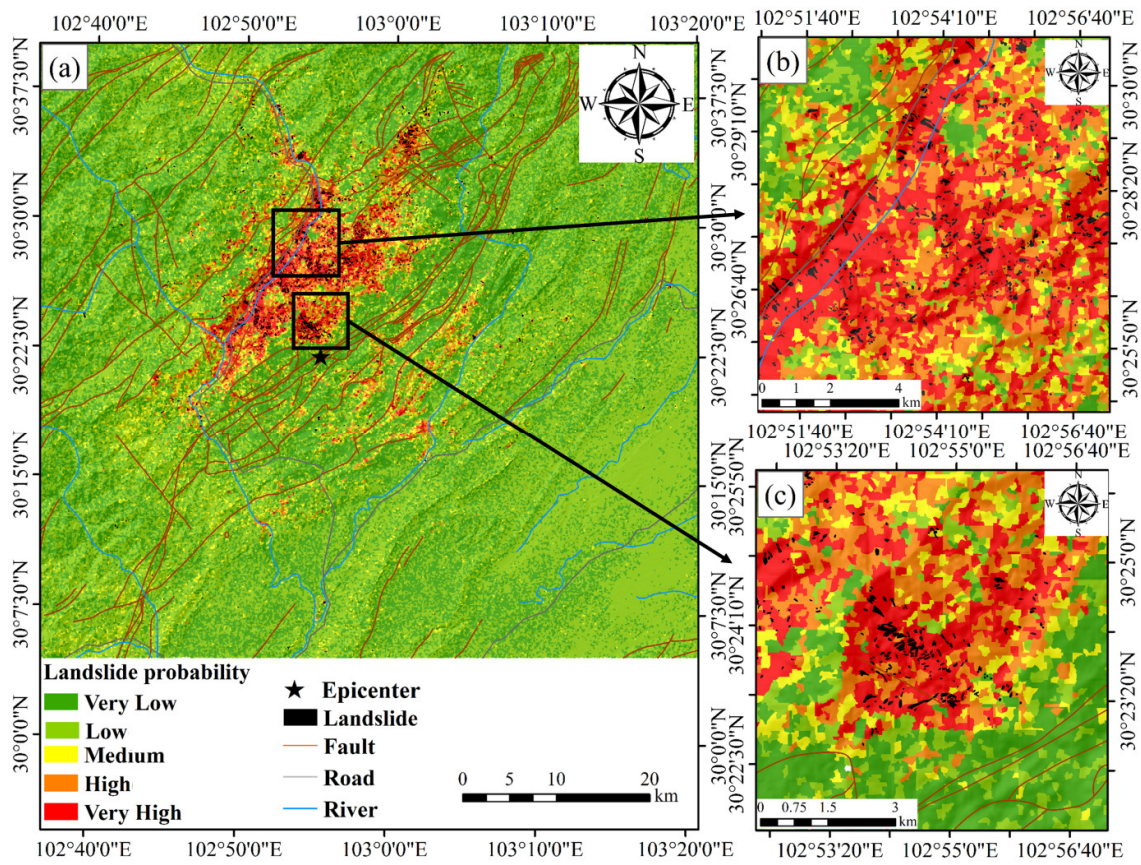 102°40'0"E 102°50'0"E 103°0'0"E 103°20'0"E
(a)
N
W E
S
30°37'30"N
30°30'0"N
30°22'30"N
30°15'0"N
30°7'30"N
30°0'0"N
30°37'30"N
30°30'0"N
30°22'30"N
30°15'0"N
30°7'30"N
30°0'0"N
Landslide probability
Very Low
Low
Medium
High
Very High
Epicenter
Landslide
Fault
Road
River
0 5 10 20
km
102°40'0"E 102°50'0"E 103°0'0"E 103°10'0"E
102°51'40"E 102°54'10"E 102°56'40"E
(b)
N
W E
S
30°29'10"N
30°26'40"N
30°30'0"N
30°28'20"N
30°25'50"N
0 1 2 4
km
102°51'40"E 102°54'10"E 102°56'40"E
102°53'20"E 102°55'0"E 102°56'40"E
(c)
N
W E
S
30°25'50"N
30°24'10"N
30°22'30"N
30°25'0"N
30°23'20"N
0 0.75 1.5 3
km
102°53'20"E 102°55'0"E 102°56'40"E